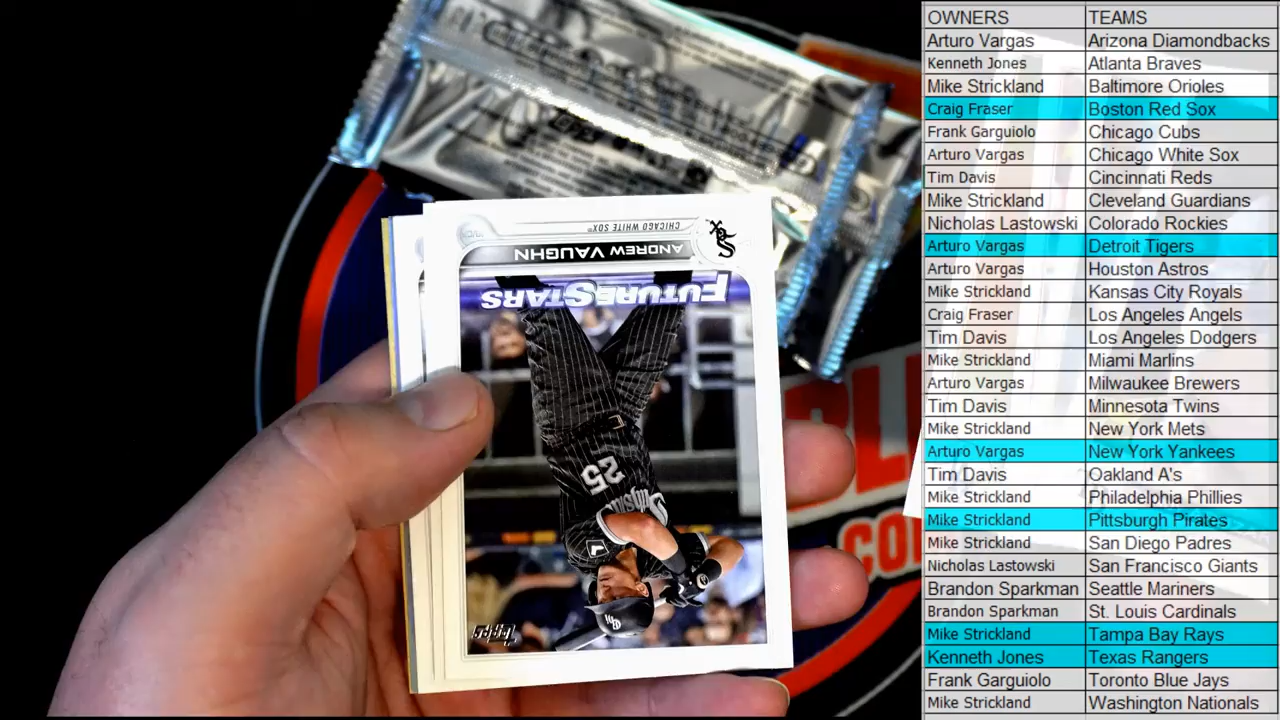 OWNERS TEAMS
Arturo Vargas Arizona Diamondbacks
Kenneth Jones Atlanta Braves
Mike Strickland Baltimore Orioles
Craig Fraser Boston Red Sox
Frank Garguiolo Chicago Cubs
Arturo Vargas Chicago White Sox
Tim Davis Cincinnati Reds
Mike Strickland Cleveland Guardians
Nicholas Lastowski Colorado Rockies
Arturo Vargas Detroit Tigers
Arturo Vargas Houston Astros
Mike Strickland Kansas City Royals
Craig Fraser Los Angeles Angels
Tim Davis Los Angeles Dodgers
Mike Strickland Miami Marlins
Arturo Vargas Milwaukee Brewers
Tim Davis Minnesota Twins
Mike Strickland New York Mets
Arturo Vargas New York Yankees
Tim Davis Oakland A's
Mike Strickland Philadelphia Phillies
Mike Strickland Pittsburgh Pirates
Mike Strickland San Diego Padres
Nicholas Lastowski San Francisco Giants
Brandon Sparkman Seattle Mariners
Brandon Sparkman St. Louis Cardinals
Mike Strickland Tampa Bay Rays
Kenneth Jones Texas Rangers
Frank Garguiolo Toronto Blue Jays
Mike Strickland Washington Nationals
CHICAGO WHITE SOX®
ANDREW VAUGHN
FUTURE STARS
25
Topps